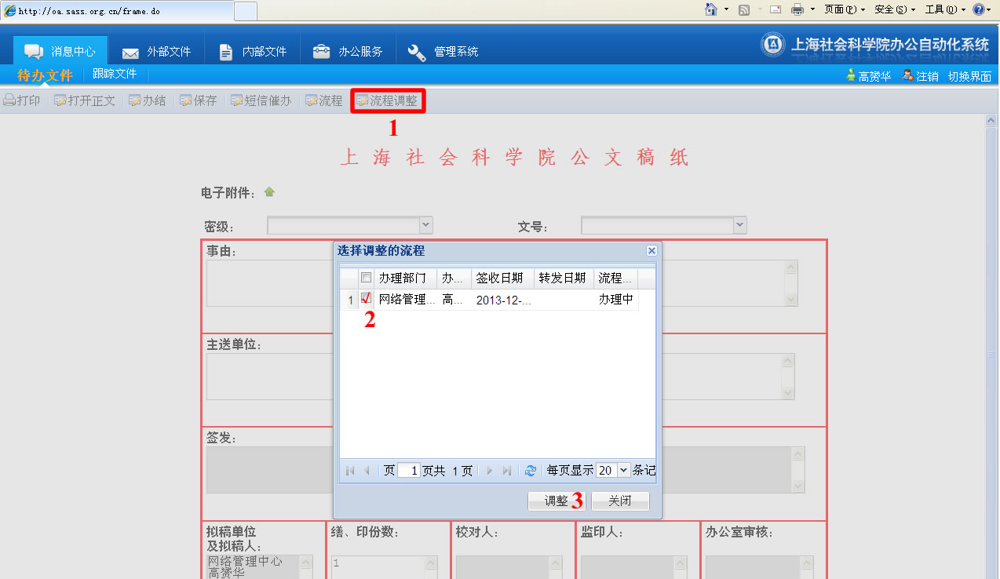 http://oa.sass.org.cn/frame.do
页面(P) 安全(S) 工具(O)
消息中心 外部文件 内部文件 办公服务 管理系统 上海社会科学院办公自动化系统
待办文件 跟踪文件 高赟华 注销 切换界面
打印 打开正文 办结 保存 短信催办 流程 流程调整
1
上海社会科学院公文稿纸
电子附件：
密级： 文号：
事由：
选择调整的流程
办理部门 办... 签收日期 转发日期 流程...
1 网络管理... 高... 2013-12-... 办理中
2
主送单位：
签发：
页 1 页共 1 页 每页显示 20 条记
调整 3 关闭
拟稿单位
及拟稿人：
缮、印份数： 校对人： 监印人： 办公室审核：
网络管理中心
高赟华
1